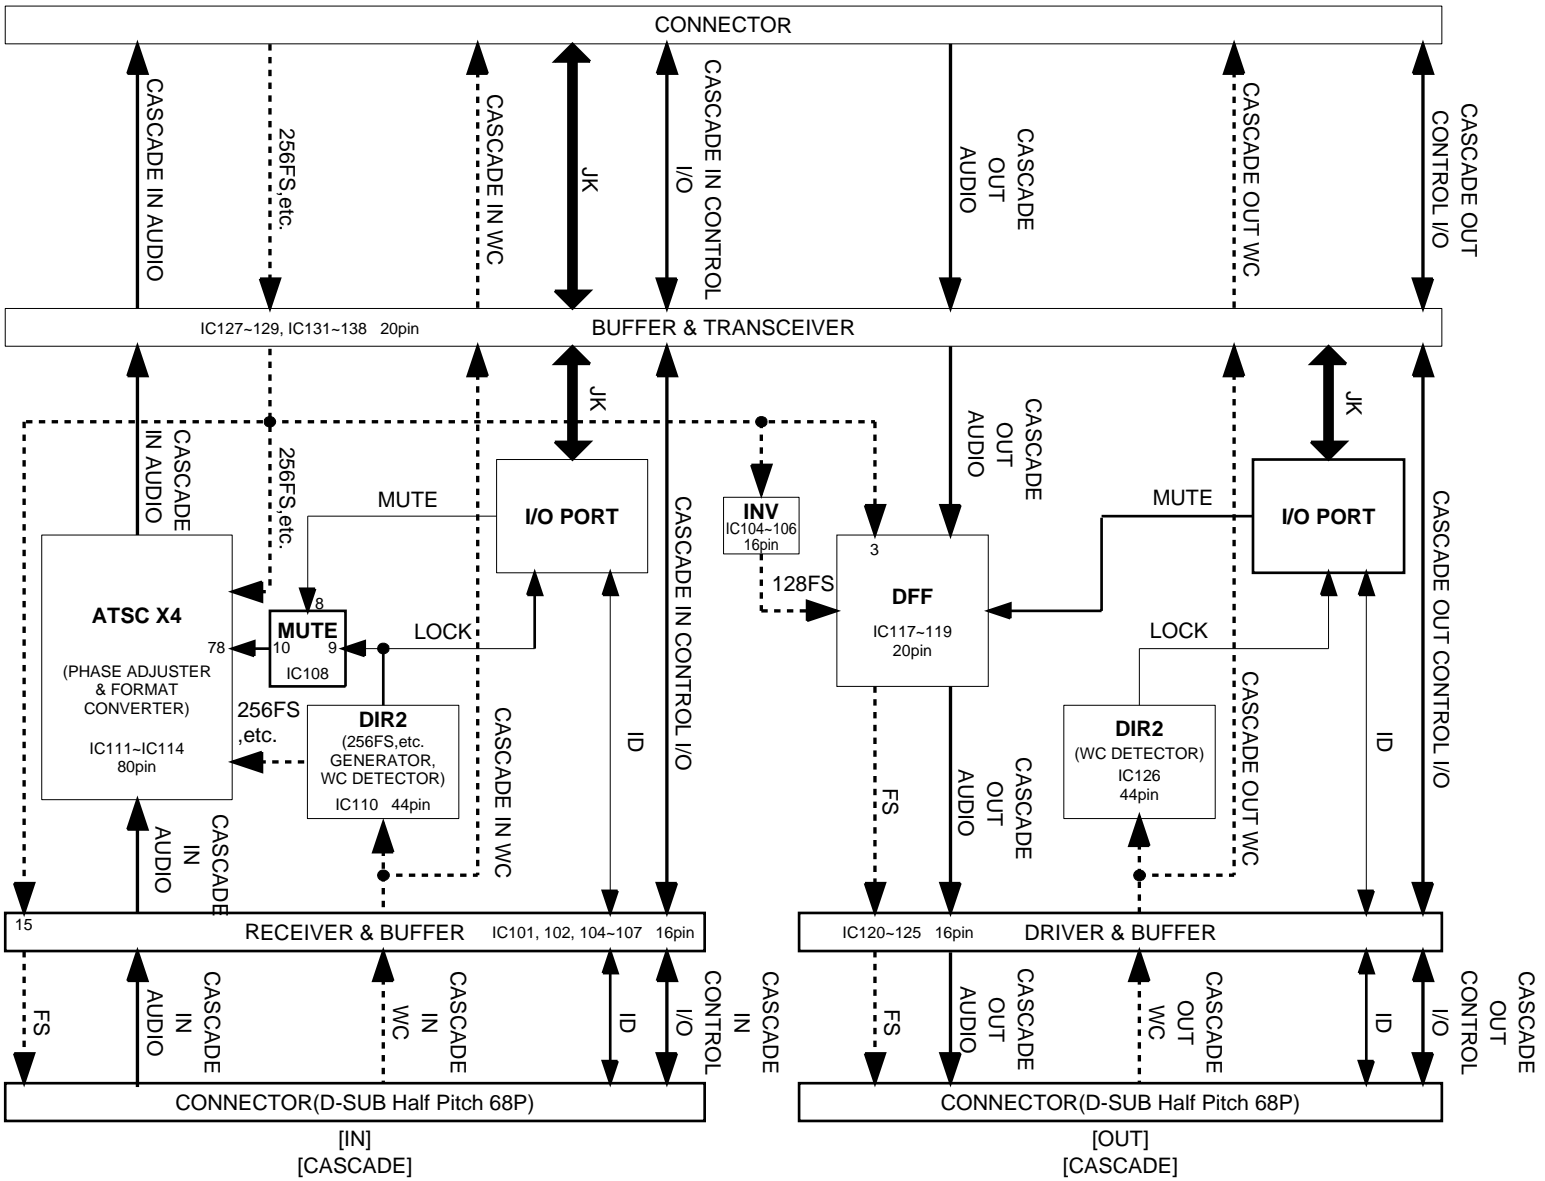 CONNECTOR
CASCADE IN AUDIO
256FS,etc.
CASCADE IN WC
JK
CASCADE IN CONTROL
I/O
CASCADE
OUT
AUDIO
CASCADE OUT WC
CASCADE OUT
CONTROL I/O
IC127~129, IC131~138 20pin
BUFFER & TRANSCEIVER
CASCADE
IN AUDIO
256FS,etc.
JK
CASCADE
OUT
AUDIO
JK
MUTE
I/O PORT
CASCADE IN CONTROL I/O
INV
IC104~106
16pin
128FS
3
DFF
IC117~119
20pin
MUTE
I/O PORT
CASCADE OUT CONTROL I/O
ATSC X4
(PHASE ADJUSTER
& FORMAT
CONVERTER)
IC111~IC114
80pin
78
8
MUTE
10
9
IC108
LOCK
256FS
,etc.
DIR2
(256FS,etc.
GENERATOR,
WC DETECTOR)
IC110 44pin
CASCADE IN WC
ID
LOCK
DIR2
(WC DETECTOR)
IC126
44pin
CASCADE OUT WC
ID
CASCADE
IN
AUDIO
FS
CASCADE
OUT
AUDIO
15
RECEIVER & BUFFER
IC101, 102, 104~107 16pin
IC120~125 16pin
DRIVER & BUFFER
FS
CASCADE
IN
AUDIO
CASCADE
IN
WC
ID
CASCADE
IN
CONTROL
I/O
FS
CASCADE
OUT
AUDIO
CASCADE
OUT
WC
ID
CASCADE
OUT
CONTROL
I/O
CONNECTOR(D-SUB Half Pitch 68P)
CONNECTOR(D-SUB Half Pitch 68P)
[IN]
[CASCADE]
[OUT]
[CASCADE]